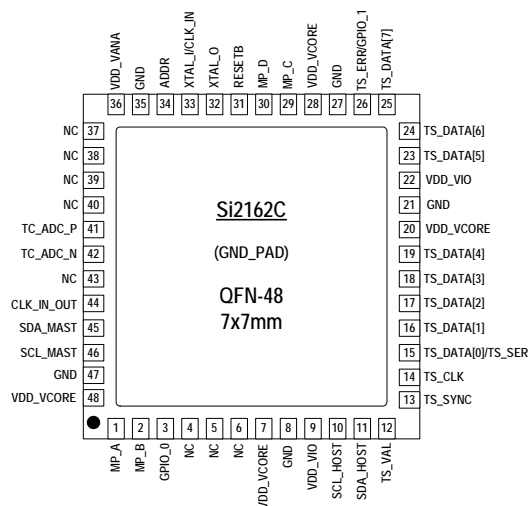 VDD_VANA
GND
ADDR
XTAL_I/CLK_IN
XTAL_O
RESETB
MP_D
MP_C
VDD_VCORE
GND
TS_ERR/GPIO_1
TS_DATA[7]
36 35 34 33 32 31 30 29 28 27 26 25
NC 37
NC 38
NC 39
NC 40
TC_ADC_P 41
TC_ADC_N 42
NC 43
CLK_IN_OUT 44
SDA_MAST 45
SCL_MAST 46
GND 47
VDD_VCORE 48
Si2162C
(GND_PAD)
QFN-48
7x7mm
24 TS_DATA[6]
23 TS_DATA[5]
22 VDD_VIO
21 GND
20 VDD_VCORE
19 TS_DATA[4]
18 TS_DATA[3]
17 TS_DATA[2]
16 TS_DATA[1]
15 TS_DATA[0]/TS_SER
14 TS_CLK
13 TS_SYNC
1 2 3 4 5 6 7 8 9 10 11 12
MP_A
MP_B
GPIO_0
NC
NC
NC
VDD_VCORE
GND
VDD_VIO
SCL_HOST
SDA_HOST
TS_VAL